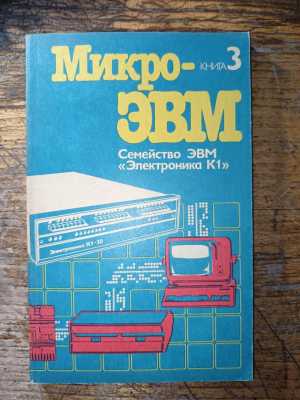 Микро-
КНИГА 3
ЭВМ
Семейство ЭВМ
«Электроника К1»
Электроника К1-10